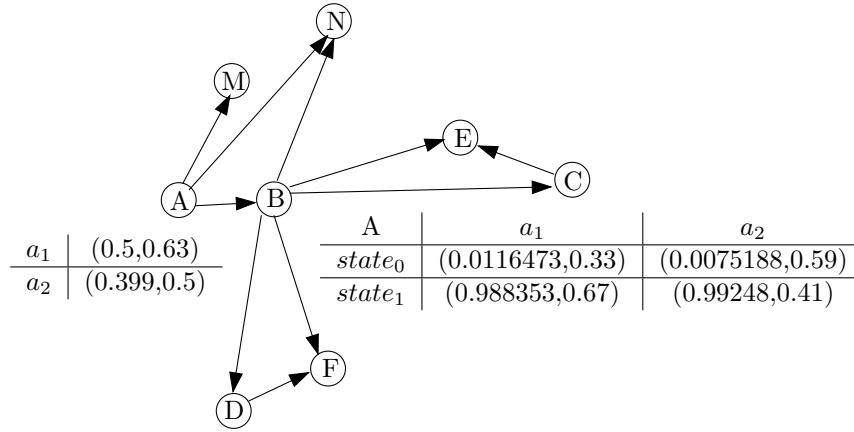 N
M
E
C
A
B
a₁ (0.5,0.63)
a₂ (0.399,0.5)
A a₁ a₂
state₀ (0.0116473,0.33) (0.0075188,0.59)
state₁ (0.988353,0.67) (0.99248,0.41)
F
D